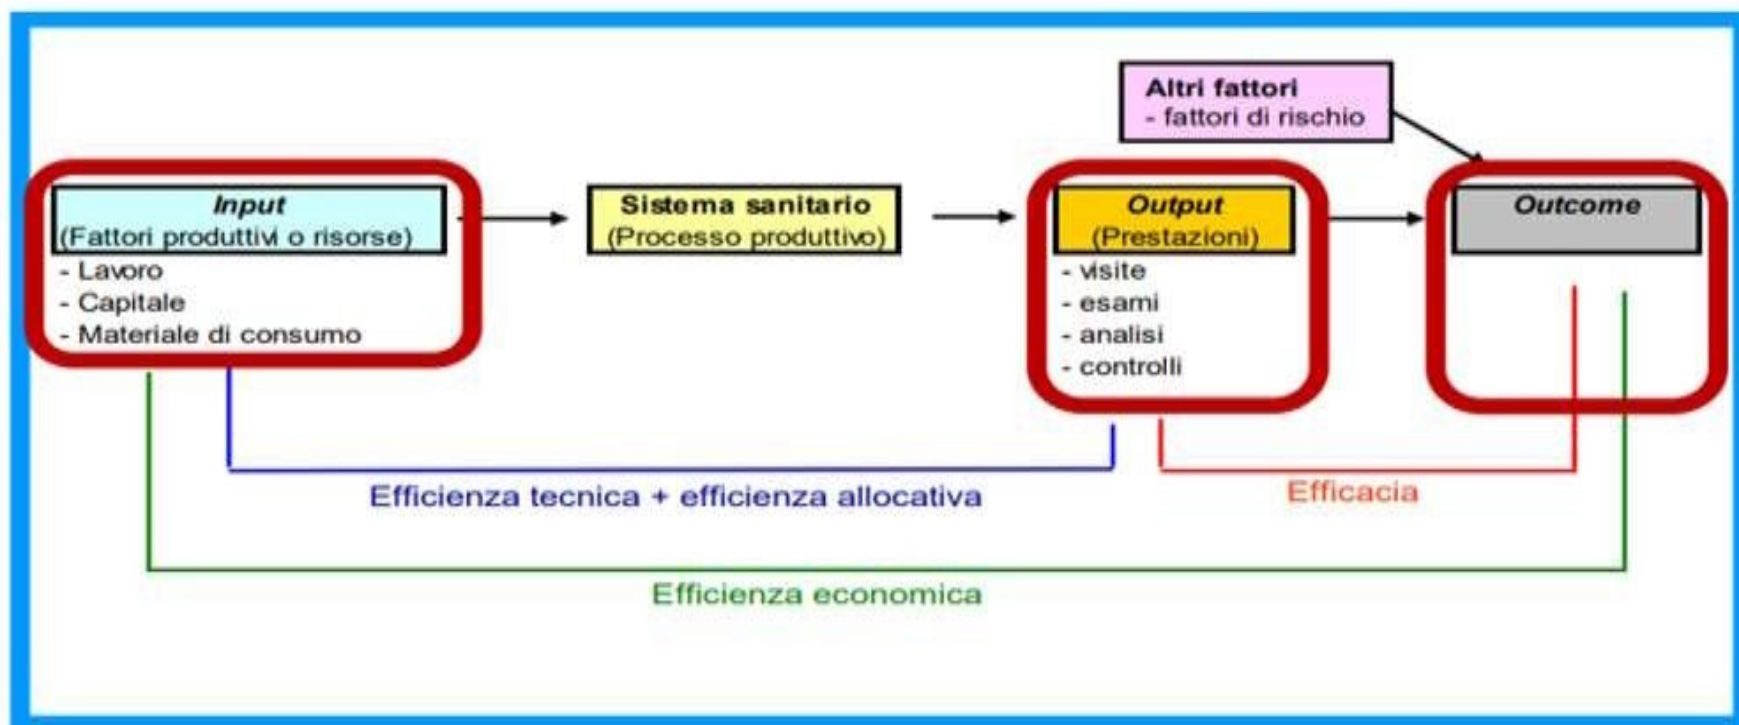 Altri fattori
- fattori di rischio
Input
(Fattori produttivi o risorse)
- Lavoro
- Capitale
- Materiale di consumo
Sistema sanitario
(Processo produttivo)
Output
(Prestazioni)
- visite
- esami
- analisi
- controlli
Outcome
Efficienza tecnica + efficienza allocativa
Efficacia
Efficienza economica